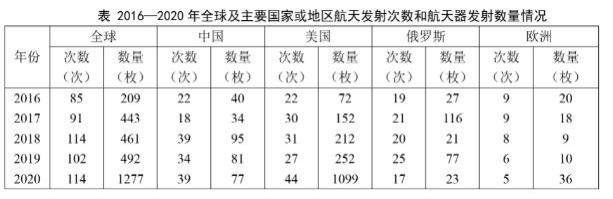 表 2016—2020 年全球及主要国家或地区航天发射次数和航天器发射数量情况
年份 全球 中国 美国 俄罗斯 欧洲
次数（次） 数量（枚） 次数（次） 数量（枚） 次数（次） 数量（枚） 次数（次） 数量（枚） 次数（次） 数量（枚）
2016 85 209 22 40 22 72 19 27 9 20
2017 91 443 18 34 30 152 21 116 9 18
2018 114 461 39 95 31 212 20 21 8 9
2019 102 492 34 81 27 252 25 77 6 10
2020 114 1277 39 77 44 1099 17 23 5 36